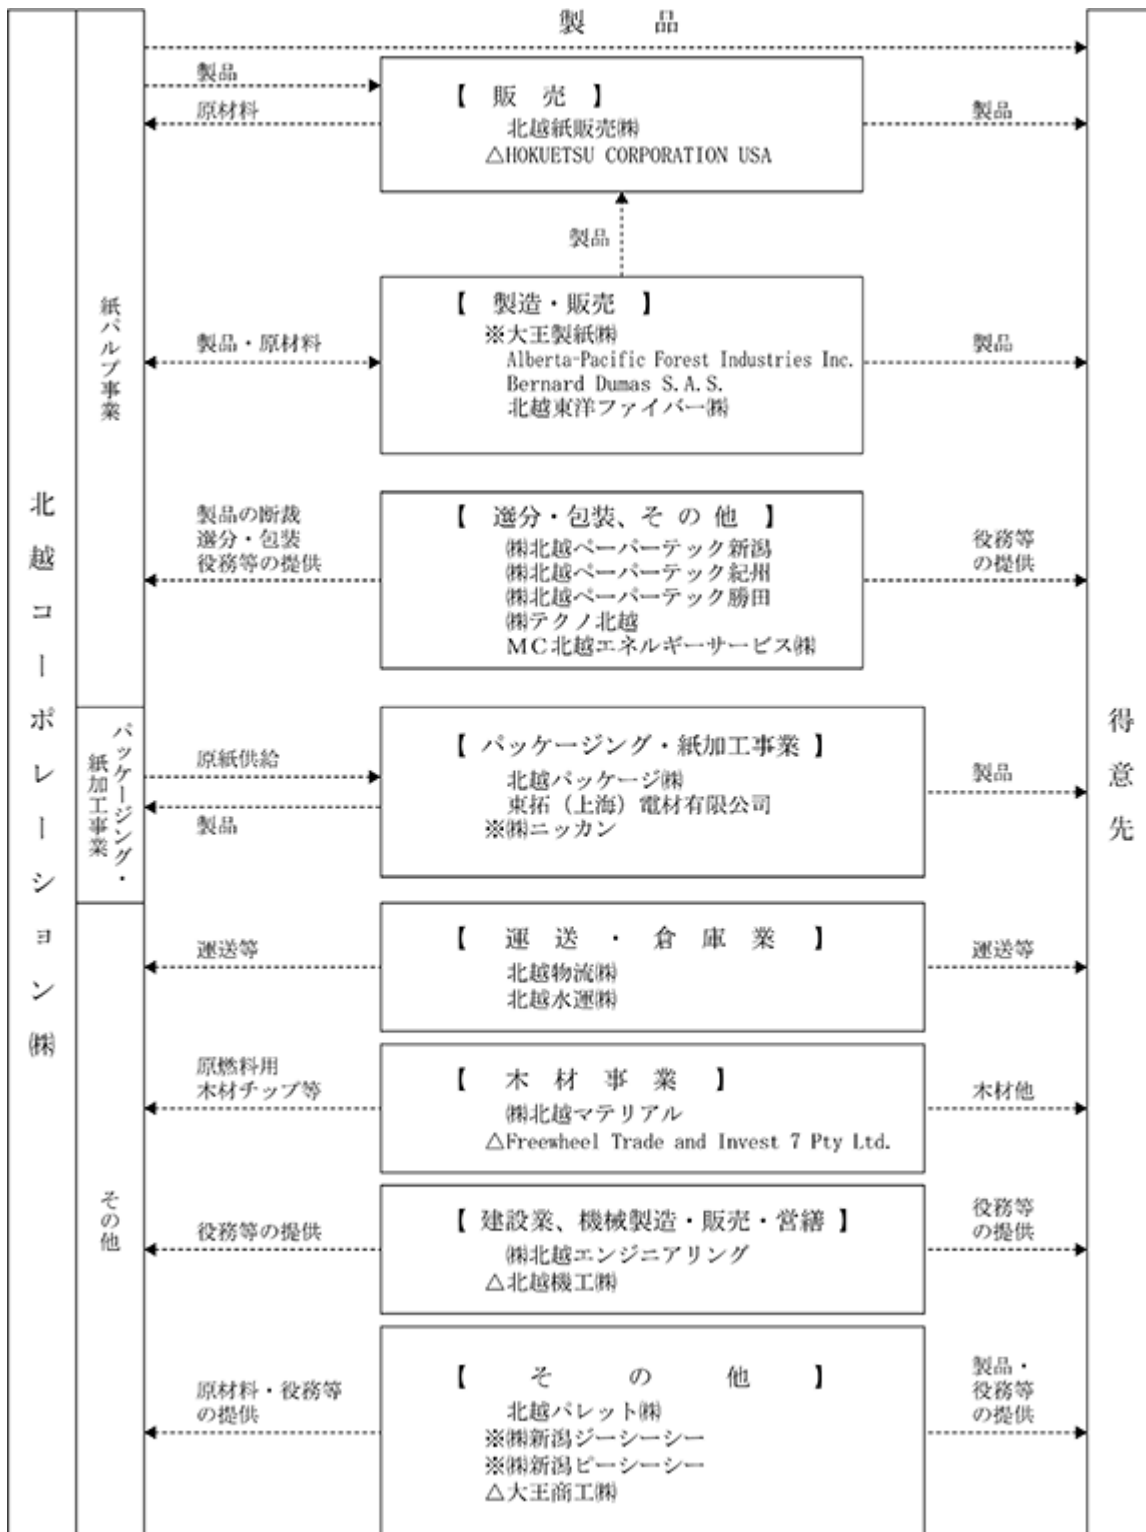 製品
製品
原材料
【 販売 】
北越紙販売㈱
△HOKUETSU CORPORATION USA
製品
製品
【 製造・販売 】
※大王製紙㈱
Alberta-Pacific Forest Industries Inc.
Bernard Dumas S.A.S.
北越東洋ファイバー㈱
製品・原材料
製品
紙パルプ事業
製品の断裁
選分・包装
役務等の提供
【 選分・包装、その他 】
㈱北越ペーパーテック新潟
㈱北越ペーパーテック紀州
㈱北越ペーパーテック勝田
㈱テクノ北越
MC北越エネルギーサービス㈱
役務等
の提供
北越コーポレーション㈱
パッケージング・
紙加工事業
原紙供給
製品
【 パッケージング・紙加工事業 】
北越パッケージ㈱
東拓（上海）電材有限公司
※㈱ニッカン
製品
得意先
運送等
【 運送・倉庫業 】
北越物流㈱
北越水運㈱
運送等
原燃料用
木材チップ等
【 木材事業 】
㈱北越マテリアル
△Freewheel Trade and Invest 7 Pty Ltd.
木材他
その他
役務等の提供
【 建設業、機械製造・販売・営繕 】
㈱北越エンジニアリング
△北越機工㈱
役務等
の提供
原材料・役務等
の提供
【 その他 】
北越パレット㈱
※㈱新潟ジーシーシー
※㈱新潟ピーシーシー
△大王商工㈱
製品・
役務等
の提供